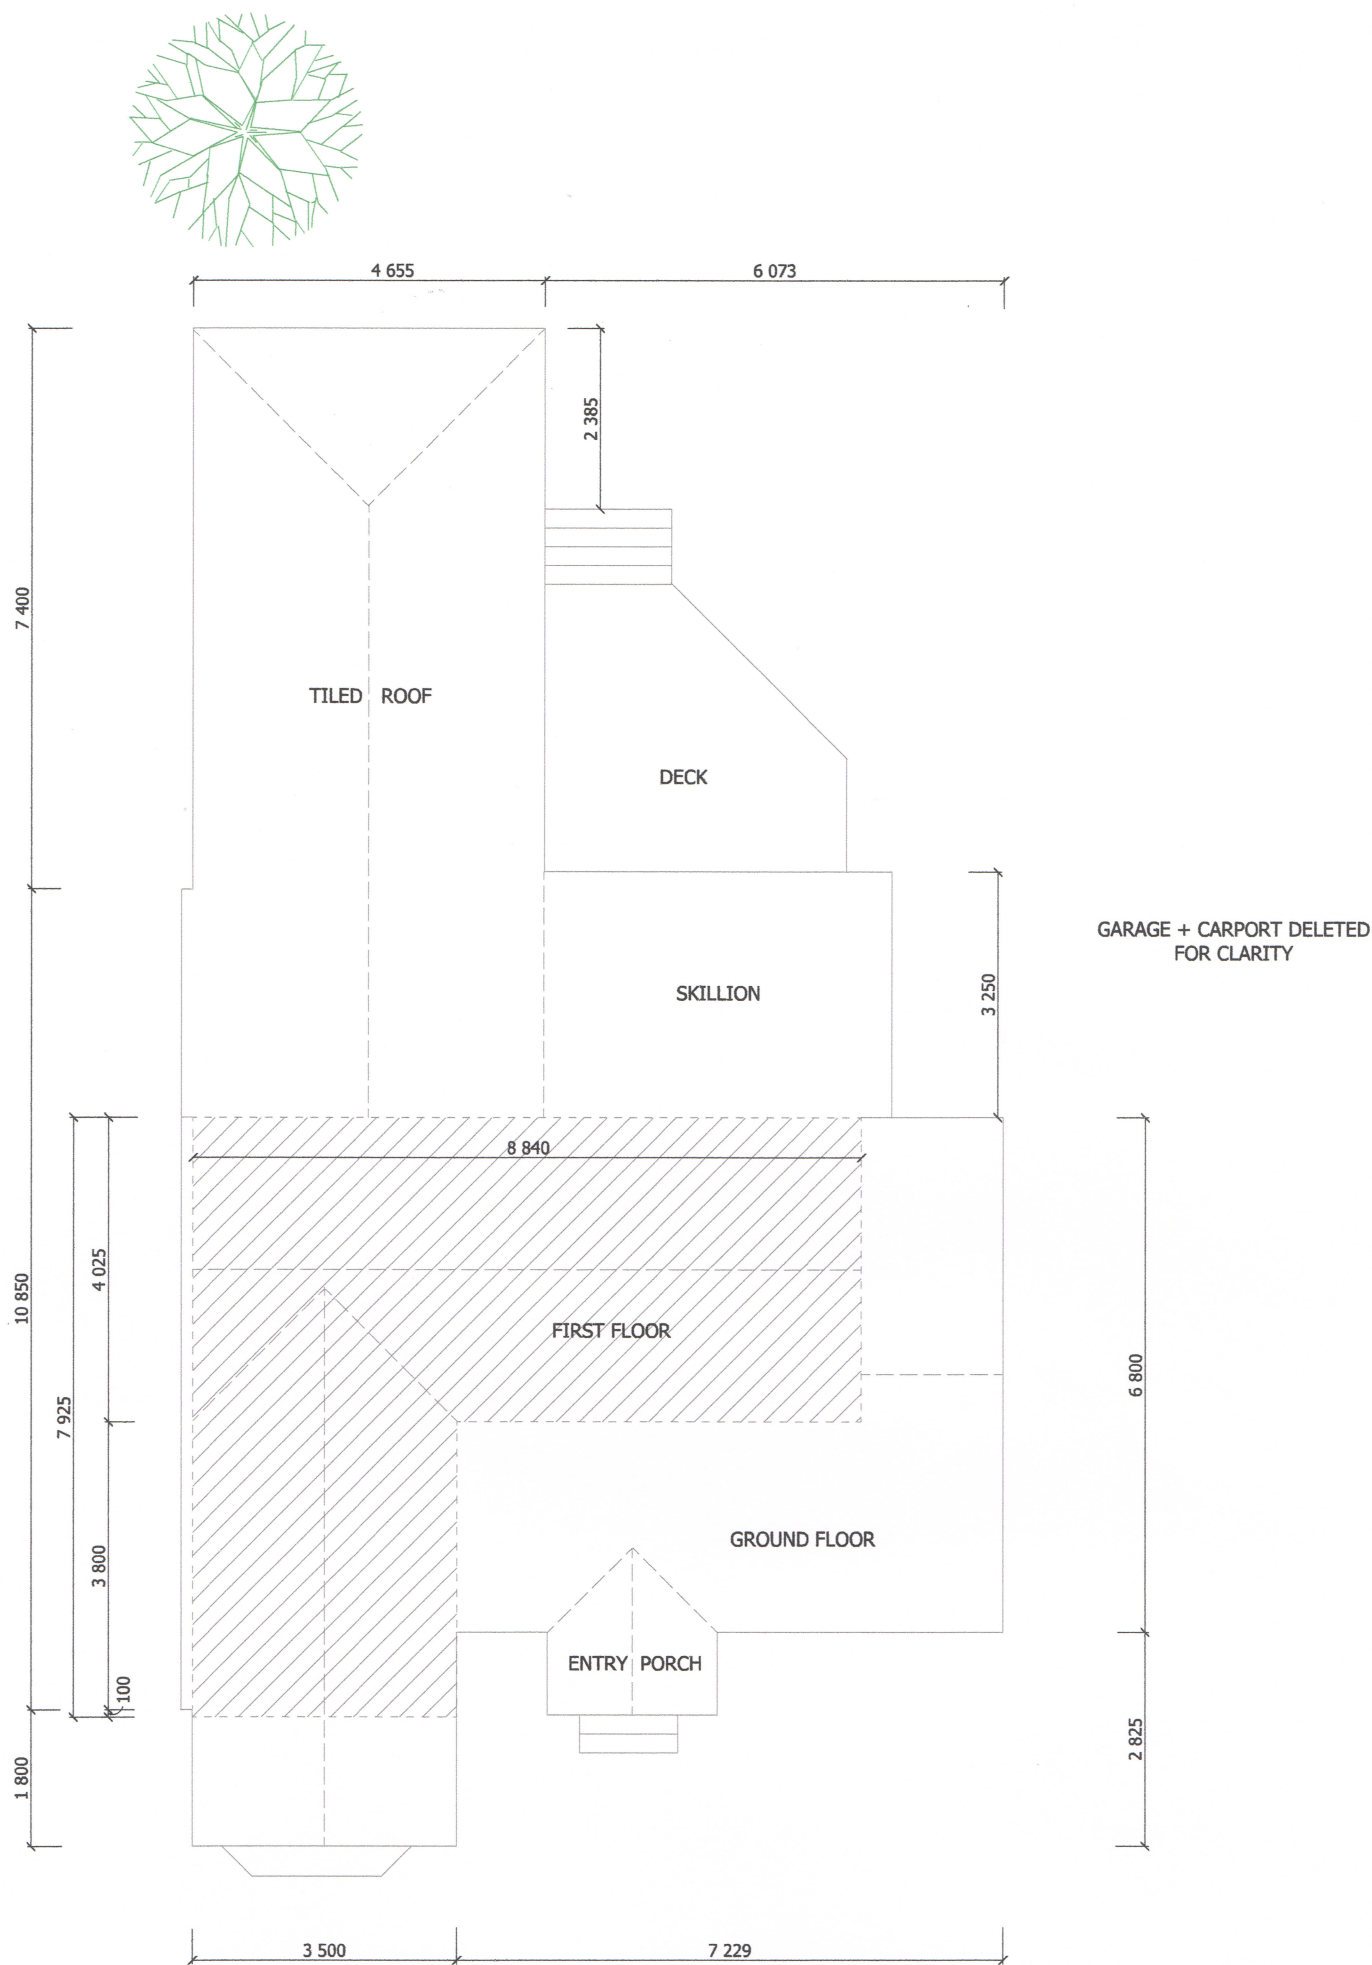 4 655
6 073
2 385
7 400
TILED ROOF
DECK
GARAGE + CARPORT DELETED
FOR CLARITY
SKILLION
3 250
8 840
4 025
10 850
FIRST FLOOR
6 800
7 925
GROUND FLOOR
3 800
ENTRY PORCH
100
2 825
1 800
3 500
7 229